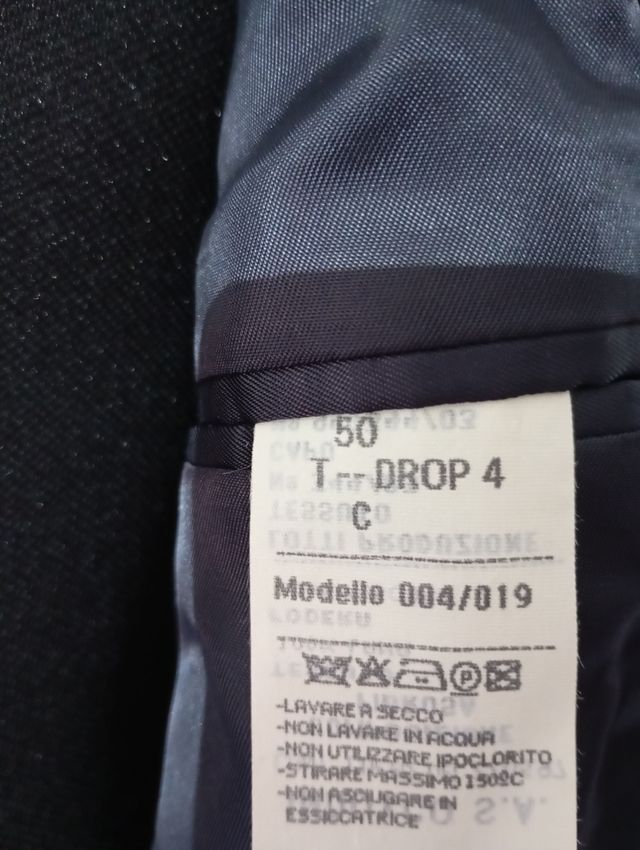 50
T--DROP 4
C
Modello 004/019
P
-LAVARE A SECCO
-NON LAVARE IN ACQUA
-NON UTILIZZARE IPOCLORITO
-STIRARE MASSIMO 150ºC
-NON ASCIUGARE IN
ESSICCATRICE